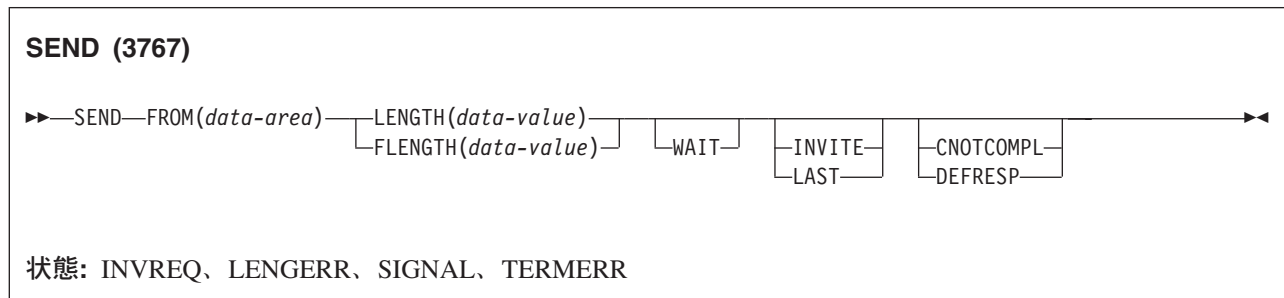 SEND (3767)
SEND FROM(data-area) LENGTH(data-value)
FLENGTH(data-value) WAIT INVITE CNOTCOMPL
LAST DEFRESP
状態: INVREQ、LENGERR、SIGNAL、TERMERR